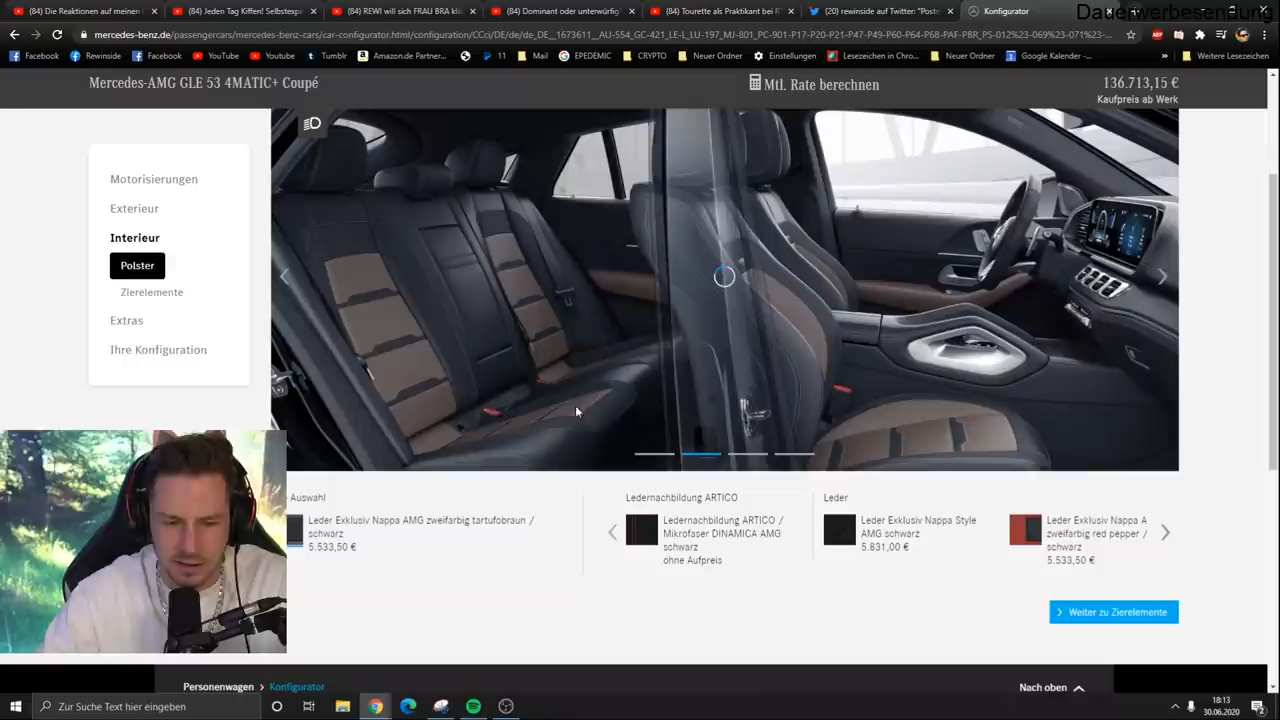 Dauerwerbesendung
(84) Die Reaktionen auf meinen
(84) Jeden Tag Kiffen! Selbstexpe
(84) REWI will sich FRAU BRA kla
(84) Dominant oder unterwürfig
(84) Tourette als Praktikant bei R
(20) rewinside auf Twitter: "Poste
Konfigurator
mercedes-benz.de/passengercars/mercedes-benz-cars/car-configurator.html/configuration/CCci/DE/de/de_DE__1673611__AU-554_GC-421_LE-L_LU-197_MJ-801_PC-901-P17-P20-P21-P47-P49-P60-P64-P68-PAF-PBR_PS-012%23-069%23-071%23-...
Facebook
Rewinside
YouTube
Facebook
YouTube
Tumblr
Amazon.de-Partner...
11
Mail
EPEDEMIC
CRYPTO
Neuer Ordner
Einstellungen
Lesezeichen in Chro...
Neuer Ordner
Google Kalender -...
Weitere Lesezeichen
Mercedes-AMG GLE 53 4MATIC+ Coupé
Mtl. Rate berechnen
136.713,15 €
Kaufpreis ab Werk
Motorisierungen
Exterieur
Interieur
Polster
Zierelemente
Extras
Ihre Konfiguration
Auswahl
Leder Exklusiv Nappa AMG zweifarbig tartufobraun /
schwarz
5.533,50 €
Ledernachbildung ARTICO
Ledernachbildung ARTICO /
Mikrofaser DINAMICA AMG
schwarz
ohne Aufpreis
Leder
Leder Exklusiv Nappa Style
AMG schwarz
5.831,00 €
Leder Exklusiv Nappa A
zweifarbig red pepper /
schwarz
5.533,50 €
Weiter zu Zierelemente
Personenwagen > Konfigurator
Nach oben
Zur Suche Text hier eingeben
18:13
30.06.2020
2